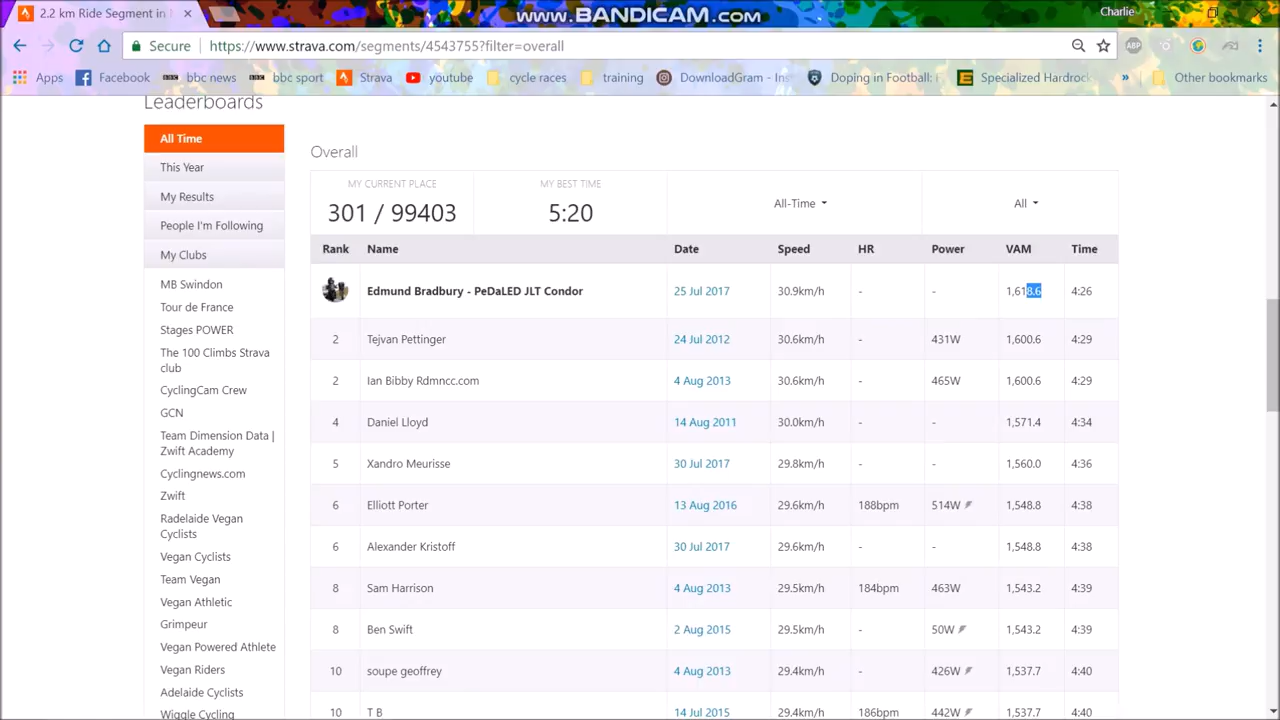 2.2 km Ride Segment in
www.BANDICAM.com
Charlie
Secure https://www.strava.com/segments/4543755?filter=overall
ABP
Apps Facebook bbc news bbc sport Strava youtube cycle races training DownloadGram - Ins Doping in Football: Specialized Hardrock » Other bookmarks
Leaderboards
All Time
This Year
My Results
People I'm Following
My Clubs
MB Swindon
Tour de France
Stages POWER
The 100 Climbs Strava
club
CyclingCam Crew
GCN
Team Dimension Data |
Zwift Academy
Cyclingnews.com
Zwift
Radelaide Vegan
Cyclists
Vegan Cyclists
Team Vegan
Vegan Athletic
Grimpeur
Vegan Powered Athlete
Vegan Riders
Adelaide Cyclists
Wiggle Cycling
Overall
MY CURRENT PLACE MY BEST TIME
301 / 99403 5:20 All-Time All
Rank Name Date Speed HR Power VAM Time
Edmund Bradbury - PeDaLED JLT Condor 25 Jul 2017 30.9km/h - - 1,618.6 4:26
2 Tejvan Pettinger 24 Jul 2012 30.6km/h - 431W 1,600.6 4:29
2 Ian Bibby Rdmncc.com 4 Aug 2013 30.6km/h - 465W 1,600.6 4:29
4 Daniel Lloyd 14 Aug 2011 30.0km/h - - 1,571.4 4:34
5 Xandro Meurisse 30 Jul 2017 29.8km/h - - 1,560.0 4:36
6 Elliott Porter 13 Aug 2016 29.6km/h 188bpm 514W 1,548.8 4:38
6 Alexander Kristoff 30 Jul 2017 29.6km/h - - 1,548.8 4:38
8 Sam Harrison 4 Aug 2013 29.5km/h 184bpm 463W 1,543.2 4:39
8 Ben Swift 2 Aug 2015 29.5km/h - 50W 1,543.2 4:39
10 soupe geoffrey 4 Aug 2013 29.4km/h - 426W 1,537.7 4:40
10 T B 14 Jul 2015 29.4km/h 186bpm 442W 1,537.7 4:40